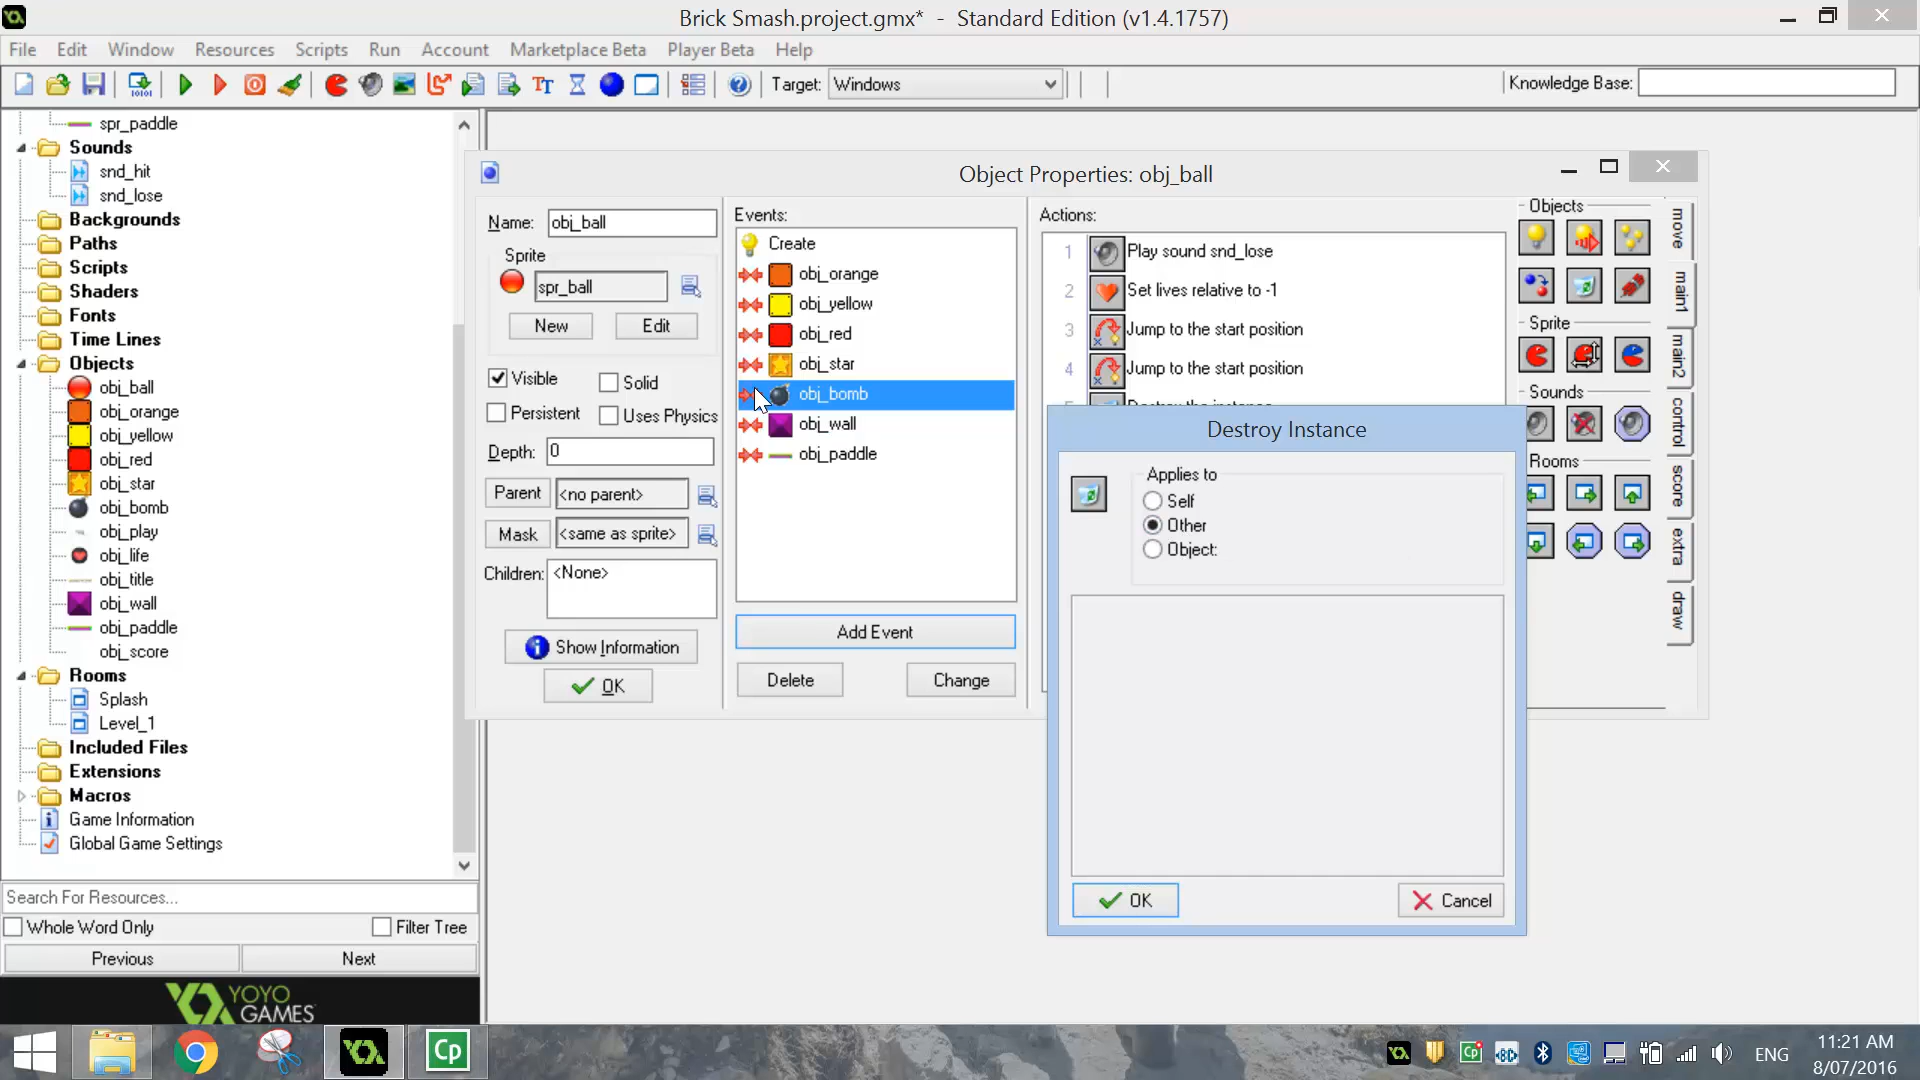 Brick Smash.project.gmx* - Standard Edition (v1.4.1757)
File Edit Window Resources Scripts Run Account Marketplace Beta Player Beta Help
Target: Windows
Knowledge Base:
spr_paddle
Sounds
snd_hit
snd_lose
Backgrounds
Paths
Scripts
Shaders
Fonts
Time Lines
Objects
obj_ball
obj_orange
obj_yellow
obj_red
obj_star
obj_bomb
obj_play
obj_life
obj_title
obj_wall
obj_paddle
obj_score
Rooms
Splash
Level_1
Included Files
Extensions
Macros
Game Information
Global Game Settings
Search For Resources...
Whole Word Only
Filter Tree
Previous
Next
YOYO
GAMES
Object Properties: obj_ball
Name: obj_ball
Sprite
spr_ball
New
Edit
Visible
Solid
Persistent
Uses Physics
Depth: 0
Parent <no parent>
Mask <same as sprite>
Children: <None>
Show Information
OK
Events:
Create
obj_orange
obj_yellow
obj_red
obj_star
obj_bomb
obj_wall
obj_paddle
Add Event
Delete
Change
Actions:
1 Play sound snd_lose
2 Set lives relative to -1
3 Jump to the start position
4 Jump to the start position
Objects
Sprite
Sounds
Rooms
move
main1
main2
control
score
extra
draw
Destroy Instance
Applies to
Self
Other
Object:
OK
Cancel
Cp
ENG
11:21 AM
8/07/2016